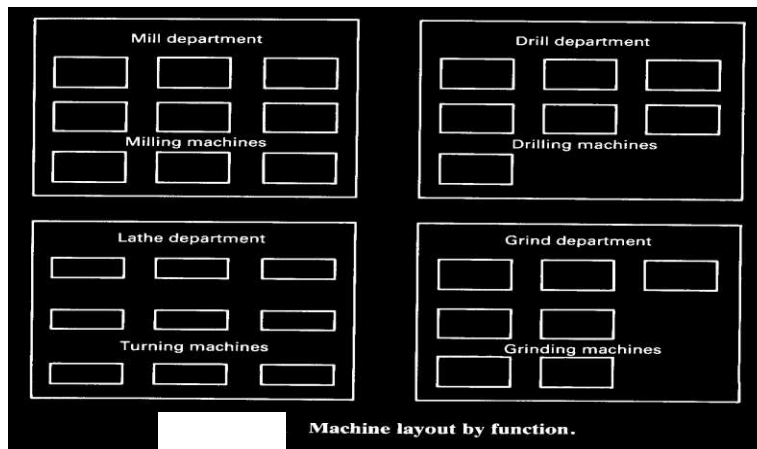 Mill department
Milling machines
Drill department
Drilling machines
Lathe department
Turning machines
Grind department
Grinding machines
Machine layout by function.